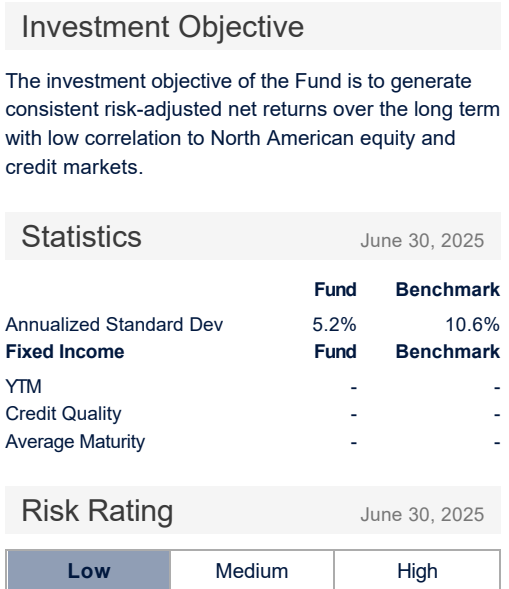 Investment Objective
The investment objective of the Fund is to generate
consistent risk-adjusted net returns over the long term
with low correlation to North American equity and
credit markets.
Statistics June 30, 2025
Fund Benchmark
Annualized Standard Dev 5.2% 10.6%
Fixed Income Fund Benchmark
YTM - -
Credit Quality - -
Average Maturity - -
Risk Rating June 30, 2025
Low Medium High